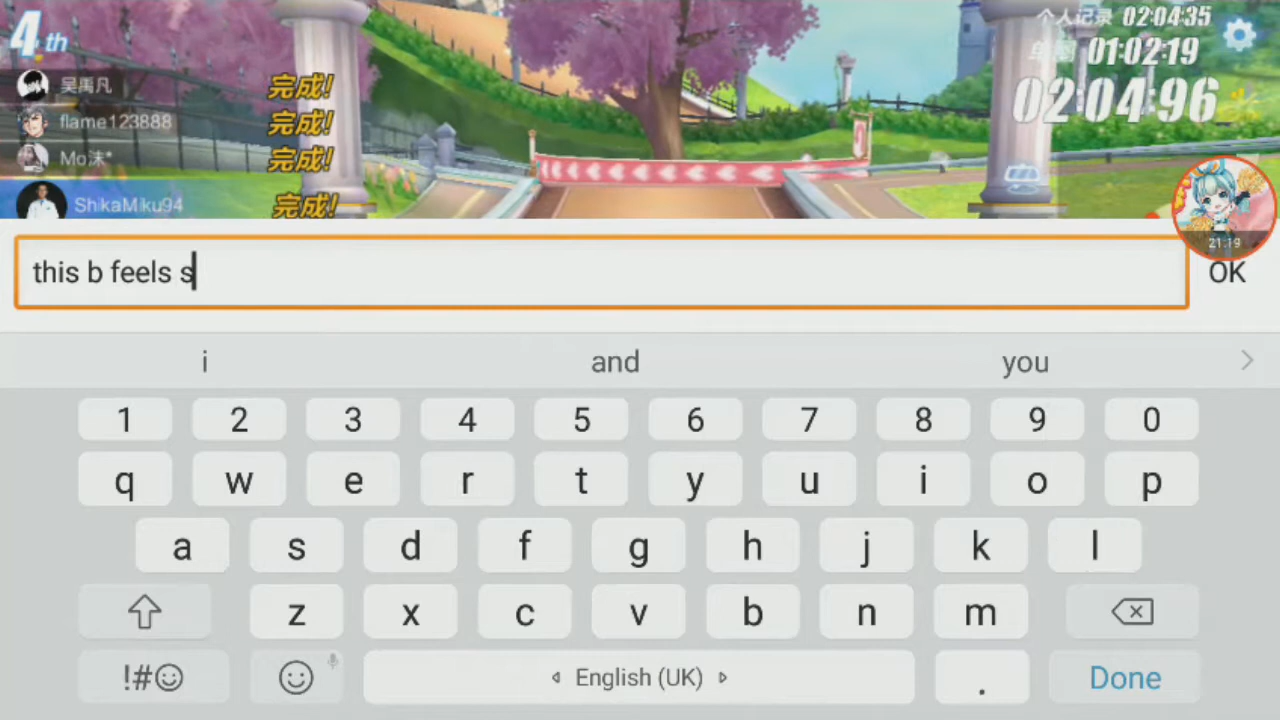 4th
个人记录 02:04:35
单圈 01:02:19
02:04:96
吴禹凡 完成!
flame123888 完成!
Mo沫* 完成!
ShikaMiku94 完成!
21:19
this b feels s
OK
i and you
1 2 3 4 5 6 7 8 9 0
q w e r t y u i o p
a s d f g h j k l
z x c v b n m
!#☺ English (UK) . Done